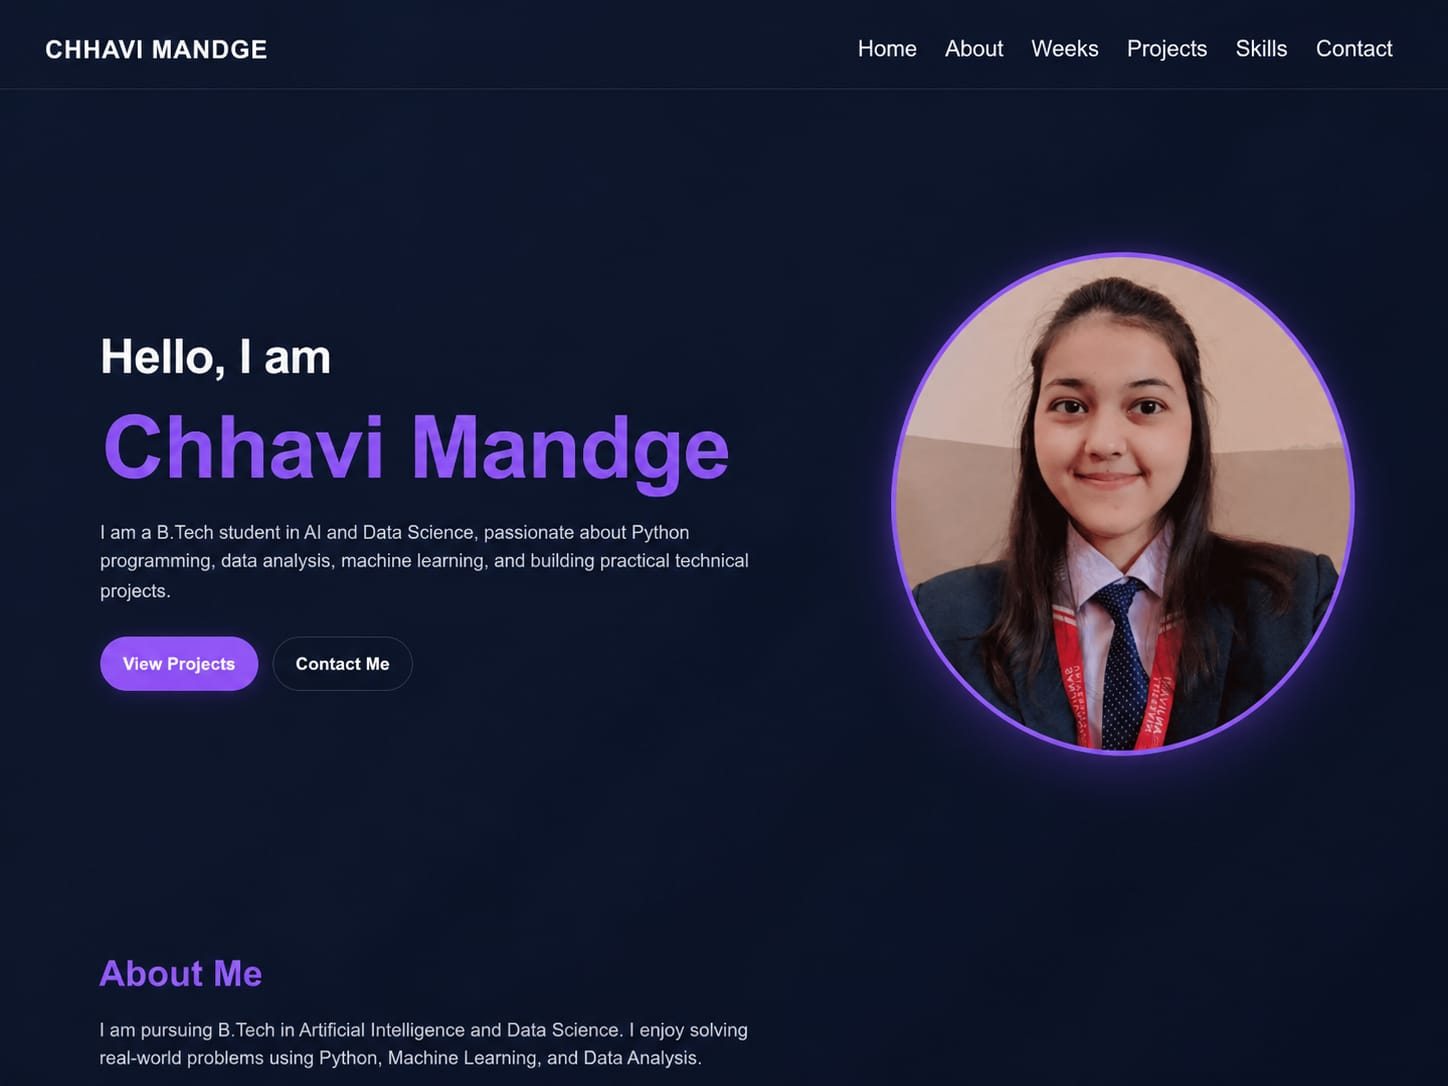 CHHAVI MANDGE
Home About Weeks Projects Skills Contact
Hello, I am
Chhavi Mandge
I am a B.Tech student in AI and Data Science, passionate about Python
programming, data analysis, machine learning, and building practical technical
projects.
View Projects Contact Me
About Me
I am pursuing B.Tech in Artificial Intelligence and Data Science. I enjoy solving
real-world problems using Python, Machine Learning, and Data Analysis.